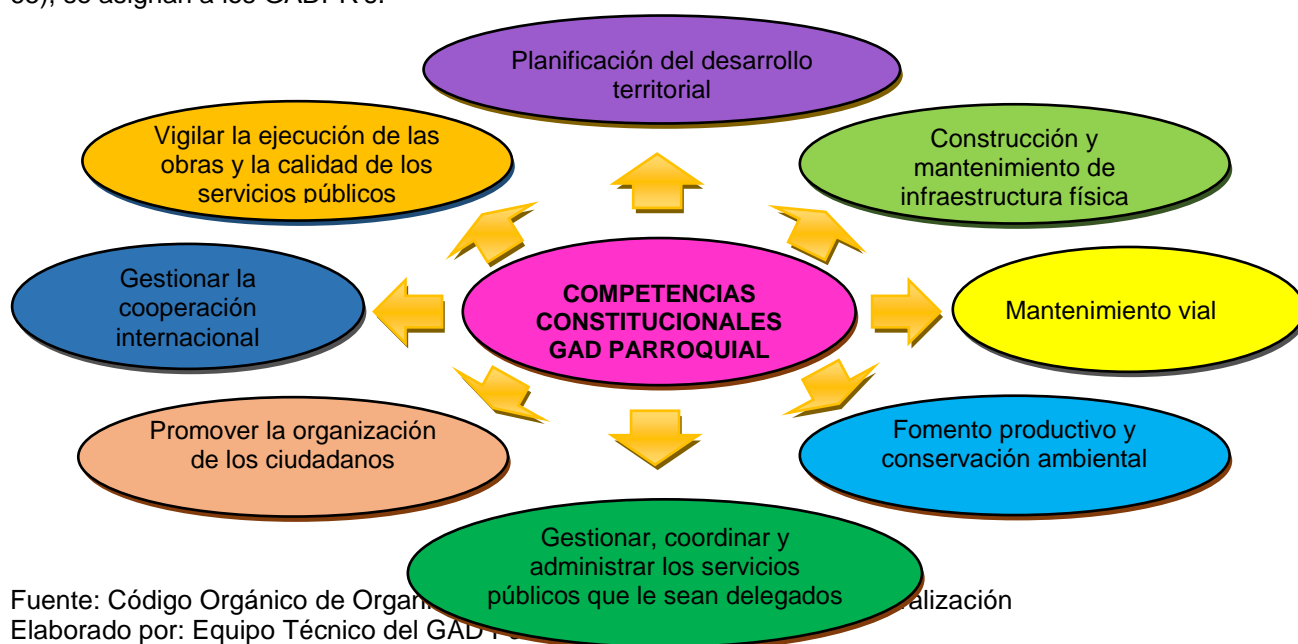 Planificación del desarrollo
territorial
Vigilar la ejecución de las
obras y la calidad de los
servicios públicos
Construcción y
mantenimiento de
infraestructura física
Gestionar la
cooperación
internacional
COMPETENCIAS
CONSTITUCIONALES
GAD PARROQUIAL
Mantenimiento vial
Promover la organización
de los ciudadanos
Fomento productivo y
conservación ambiental
Gestionar, coordinar y
administrar los servicios
públicos que le sean delegados
Fuente: Código Orgánico de
Elaborado por: Equipo Técnico del GAD